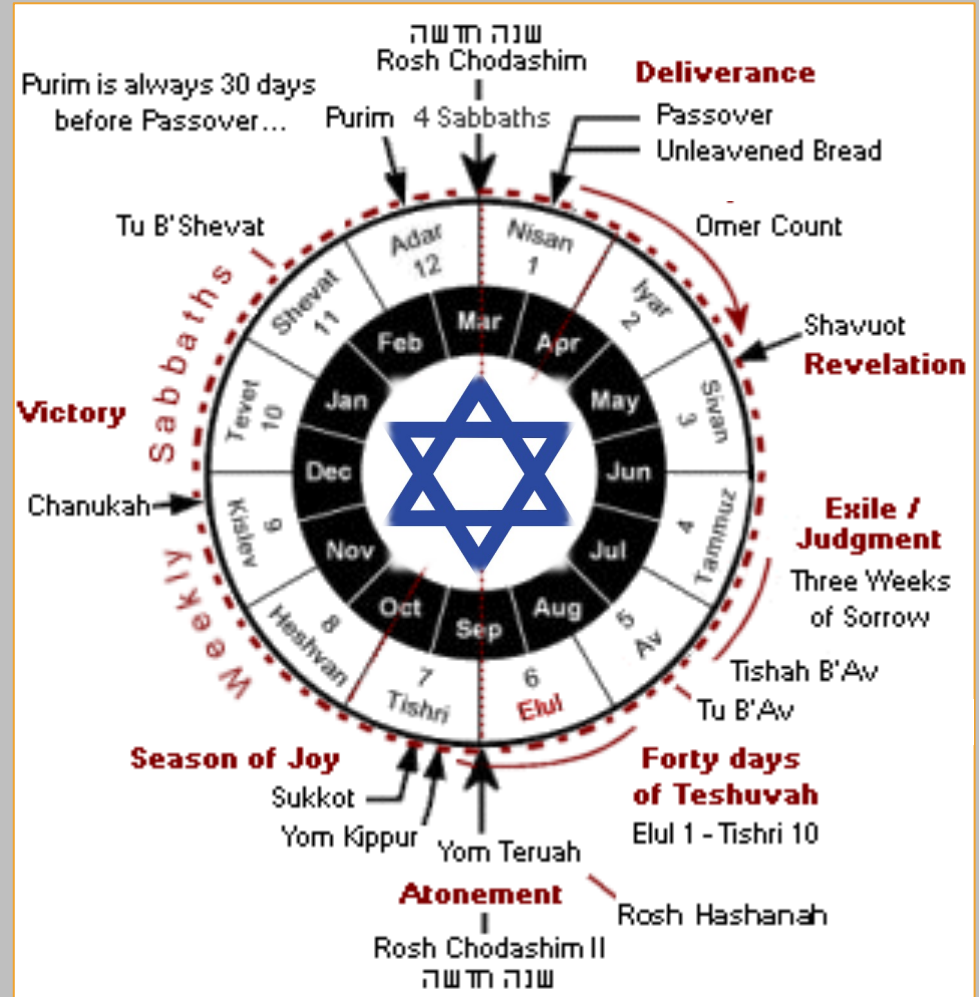 שנה חדשה
Rosh Chodashim
Deliverance
Purim is always 30 days
before Passover...
Purim
4 Sabbaths
Passover
Unleavened Bread
Tu B'Shevat
Omer Count
Adar
12
Nisan
1
Shevat
11
Iyar
2
Feb
Mar
Apr
Shavuot
Revelation
Weekly Sabbaths
Victory
Tevet
10
Jan
May
Sivan
3
Dec
Jun
Chanukah
Kislev
9
Nov
Jul
Tammuz
4
Exile /
Judgment
Three Weeks
of Sorrow
Oct
Sep
Aug
Heshvan
8
Av
5
Tishri
7
Elul
6
Tishah B'Av
Tu B'Av
Season of Joy
Sukkot
Yom Kippur
Yom Teruah
Forty days
of Teshuvah
Elul 1 - Tishri 10
Atonement
Rosh Hashanah
Rosh Chodashim II
שנה חדשה